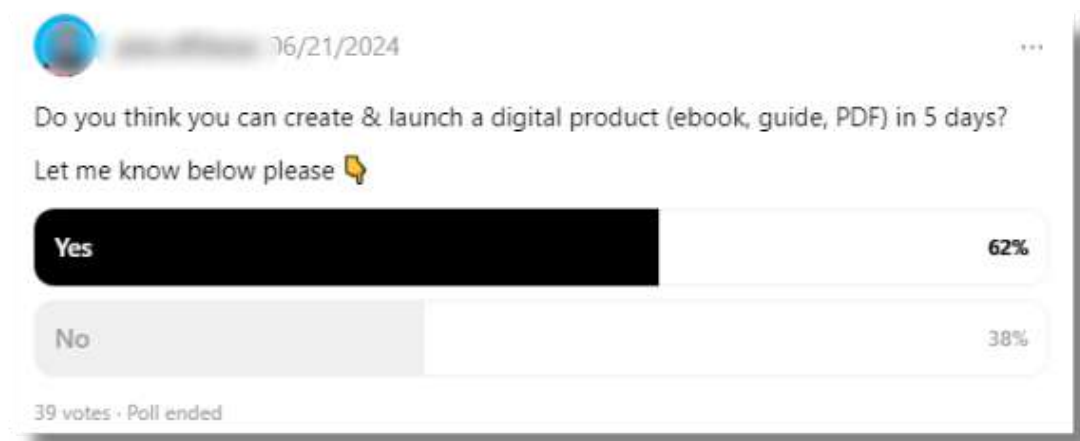 06/21/2024
Do you think you can create & launch a digital product (ebook, guide, PDF) in 5 days?
Let me know below please 👇
Yes 62%
No 38%
39 votes · Poll ended